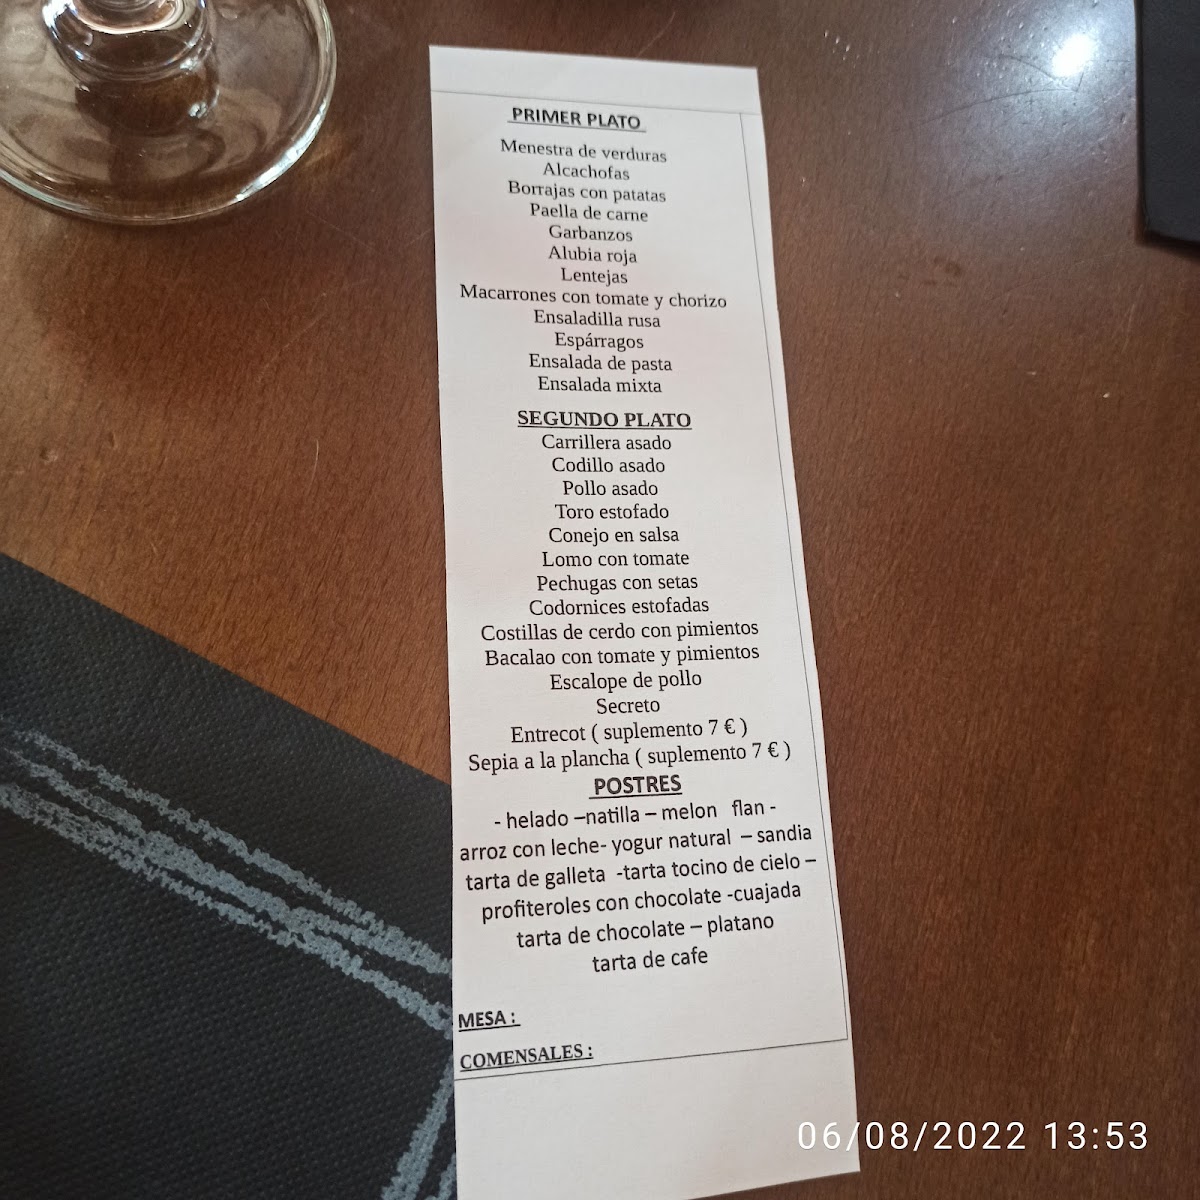 PRIMER PLATO
Menestra de verduras
Alcachofas
Borrajas con patatas
Paella de carne
Garbanzos
Alubia roja
Lentejas
Macarrones con tomate y chorizo
Ensaladilla rusa
Espárragos
Ensalada de pasta
Ensalada mixta
SEGUNDO PLATO
Carrillera asado
Codillo asado
Pollo asado
Toro estofado
Conejo en salsa
Lomo con tomate
Pechugas con setas
Codornices estofadas
Costillas de cerdo con pimientos
Bacalao con tomate y pimientos
Escalope de pollo
Secreto
Entrecot ( suplemento 7 € )
Sepia a la plancha ( suplemento 7 € )
POSTRES
- helado –natilla – melon flan -
arroz con leche- yogur natural – sandia
tarta de galleta -tarta tocino de cielo –
profiteroles con chocolate -cuajada
tarta de chocolate – platano
tarta de cafe
MESA :
COMENSALES :
06/08/2022 13:53